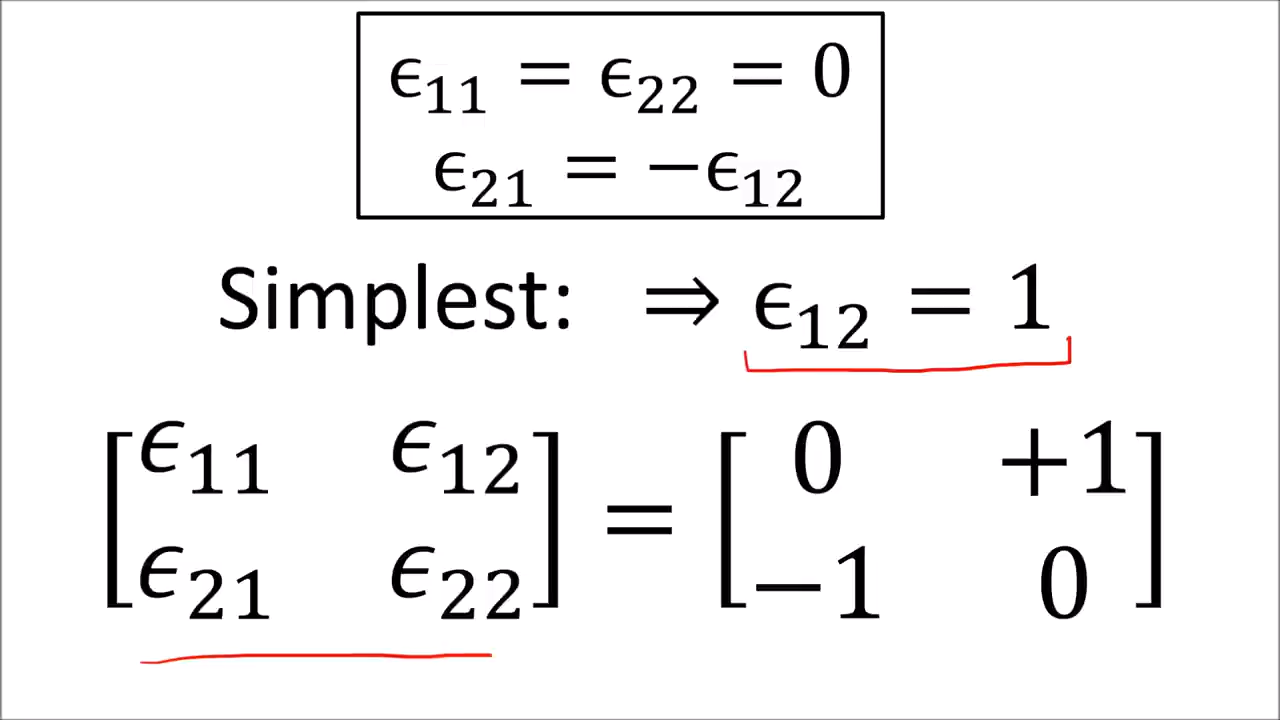 ϵ₁₁ = ϵ₂₂ = 0
ϵ₂₁ = −ϵ₁₂
Simplest: ⇒ ϵ₁₂ = 1
[ϵ₁₁ ϵ₁₂] = [0 +1]
[ϵ₂₁ ϵ₂₂] [−1 0]